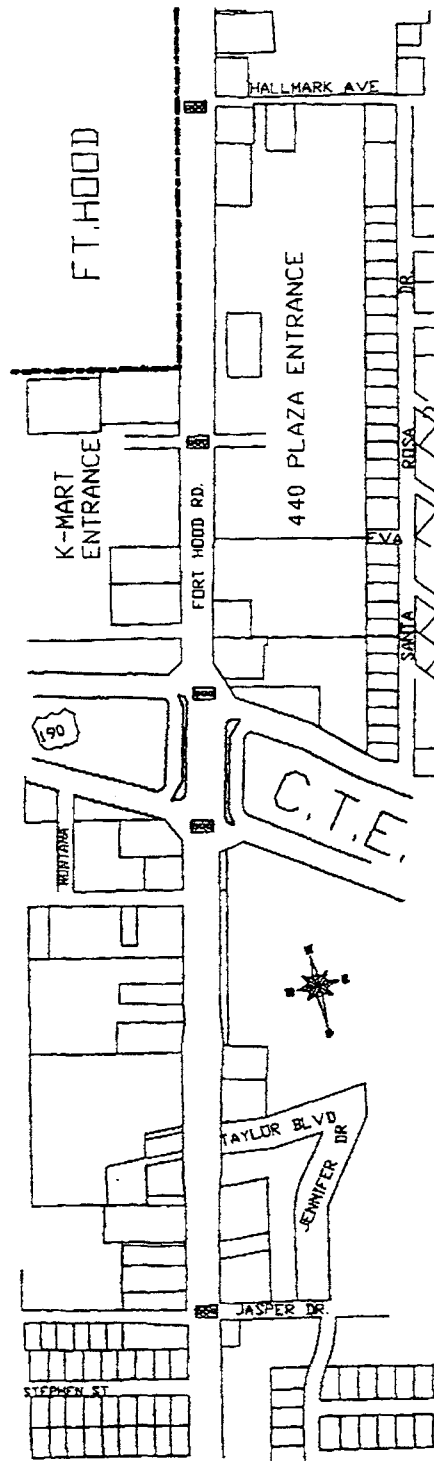 HALLMARK AVE
FT. HOOD
DR.
440 PLAZA ENTRANCE
K-MART
ENTRANCE
ROSA
FORT HOOD RD.
EVA
SANTA
190
C.T.E.
MONTANA
TAYLOR BLVD
JENNIFER DR
JASPER DR.
STEPHEN ST